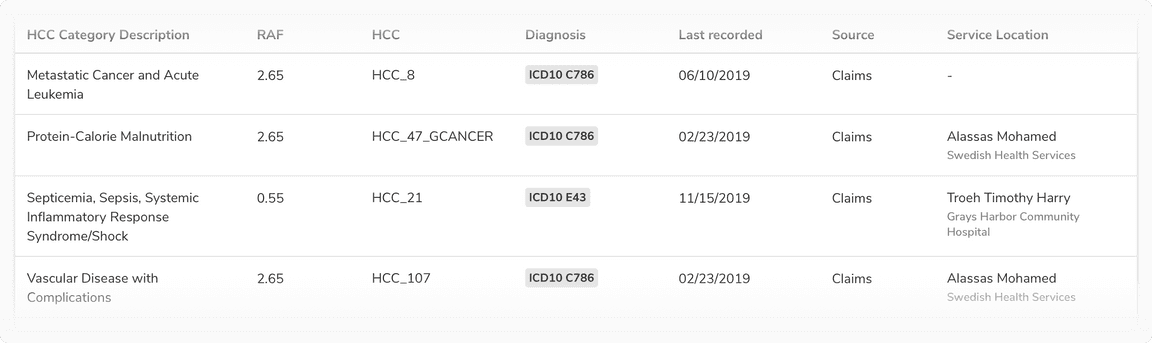 HCC Category Description RAF HCC Diagnosis Last recorded Source Service Location
Metastatic Cancer and Acute 2.65 HCC_8 ICD10 C786 06/10/2019 Claims -
Leukemia
Protein-Calorie Malnutrition 2.65 HCC_47_GCANCER ICD10 C786 02/23/2019 Claims Alassas Mohamed
Swedish Health Services
Septicemia, Sepsis, Systemic 0.55 HCC_21 ICD10 E43 11/15/2019 Claims Troeh Timothy Harry
Inflammatory Response Grays Harbor Community
Syndrome/Shock Hospital
Vascular Disease with 2.65 HCC_107 ICD10 C786 02/23/2019 Claims Alassas Mohamed
Complications Swedish Health Services